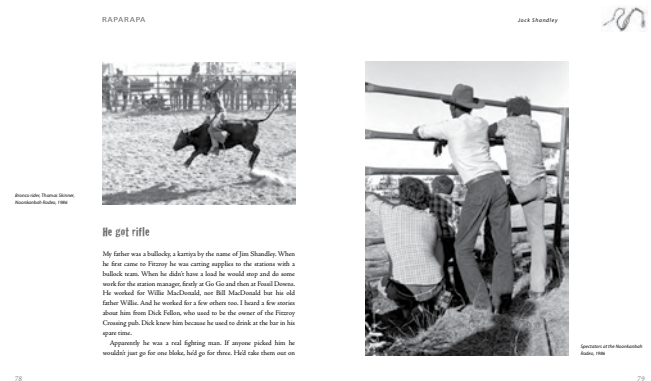 RAPARAPA
Jack Shandley
Bronco rider, Thomas Skinner,
Noonkanbah Rodeo, 1986
He got rifle
My father was a bullocky, a kartiya by the name of Jim Shandley. When
he first came to Fitzroy he was carting supplies to the stations with a
bullock team. When he didn't have a load he would stop and do some
work for the station manager, firstly at Go Go and then at Fossil Downs.
He worked for Willie MacDonald, not Bill MacDonald but his old
father Willie. And he worked for a few others too. I heard a few stories
about him from Dick Fellon, who used to be the owner of the Fitzroy
Crossing pub. Dick knew him because he used to drink at the bar in his
spare time.
Apparently he was a real fighting man. If anyone picked him he
wouldn't just go for one bloke, he'd go for three. He'd take them out on
Spectators at the Noonkanbah
Rodeo, 1986
78
79